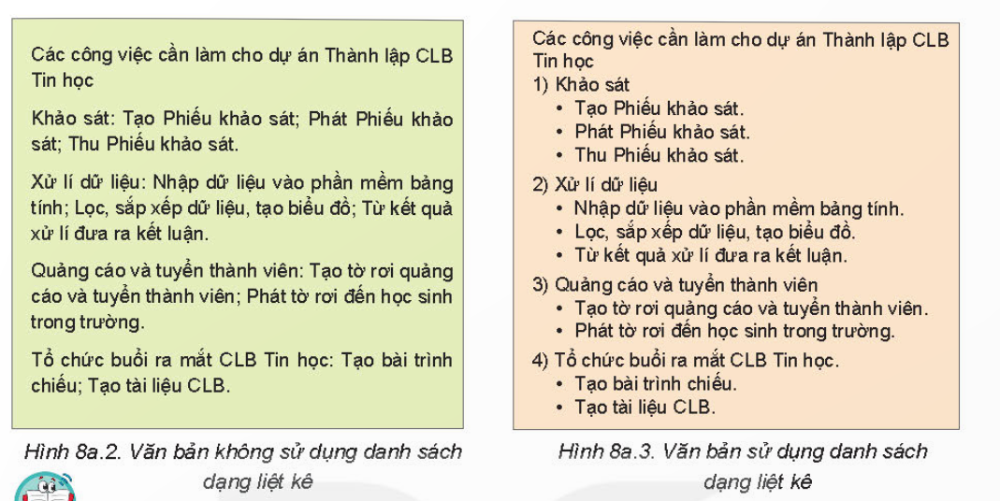 Các công việc cần làm cho dự án Thành lập CLB
Tin học
Khảo sát: Tạo Phiếu khảo sát; Phát Phiếu khảo
sát; Thu Phiếu khảo sát.
Xử lí dữ liệu: Nhập dữ liệu vào phần mềm bảng
tính; Lọc, sắp xếp dữ liệu, tạo biểu đồ; Từ kết quả
xử lí đưa ra kết luận.
Quảng cáo và tuyển thành viên: Tạo tờ rơi quảng
cáo và tuyển thành viên; Phát tờ rơi đến học sinh
trong trường.
Tổ chức buổi ra mắt CLB Tin học: Tạo bài trình
chiếu; Tạo tài liệu CLB.
Hình 8a.2. Văn bản không sử dụng danh sách
dạng liệt kê
Các công việc cần làm cho dự án Thành lập CLB
Tin học
1) Khảo sát
• Tạo Phiếu khảo sát.
• Phát Phiếu khảo sát.
• Thu Phiếu khảo sát.
2) Xử lí dữ liệu
• Nhập dữ liệu vào phần mềm bảng tính.
• Lọc, sắp xếp dữ liệu, tạo biểu đồ.
• Từ kết quả xử lí đưa ra kết luận.
3) Quảng cáo và tuyển thành viên
• Tạo tờ rơi quảng cáo và tuyển thành viên.
• Phát tờ rơi đến học sinh trong trường.
4) Tổ chức buổi ra mắt CLB Tin học.
• Tạo bài trình chiếu.
• Tạo tài liệu CLB.
Hình 8a.3. Văn bản sử dụng danh sách
dạng liệt kê